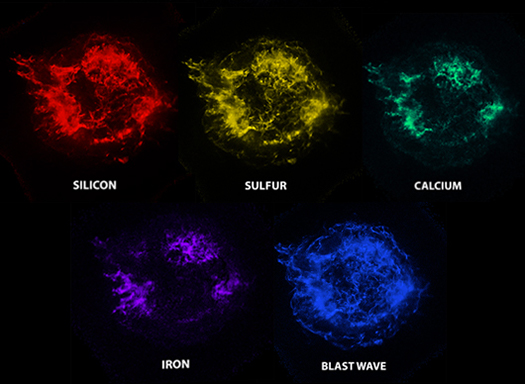 SILICON
SULFUR
CALCIUM
IRON
BLAST WAVE